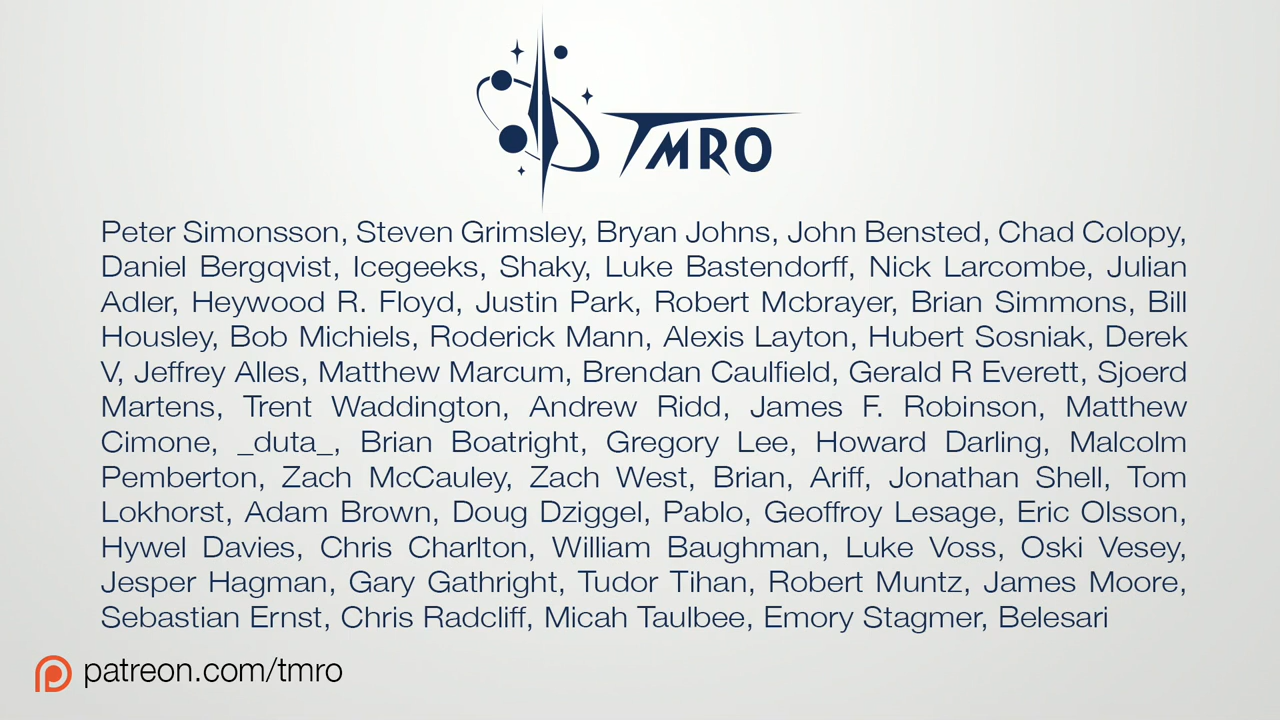 TMRO
Peter Simonsson, Steven Grimsley, Bryan Johns, John Bensted, Chad Colopy,
Daniel Bergqvist, Icegeeks, Shaky, Luke Bastendorff, Nick Larcombe, Julian
Adler, Heywood R. Floyd, Justin Park, Robert Mcbrayer, Brian Simmons, Bill
Housley, Bob Michiels, Roderick Mann, Alexis Layton, Hubert Sosniak, Derek
V, Jeffrey Alles, Matthew Marcum, Brendan Caulfield, Gerald R Everett, Sjoerd
Martens, Trent Waddington, Andrew Ridd, James F. Robinson, Matthew
Cimone, _duta_, Brian Boatright, Gregory Lee, Howard Darling, Malcolm
Pemberton, Zach McCauley, Zach West, Brian, Ariff, Jonathan Shell, Tom
Lokhorst, Adam Brown, Doug Dziggel, Pablo, Geoffroy Lesage, Eric Olsson,
Hywel Davies, Chris Charlton, William Baughman, Luke Voss, Oski Vesey,
Jesper Hagman, Gary Gathright, Tudor Tihan, Robert Muntz, James Moore,
Sebastian Ernst, Chris Radcliff, Micah Taulbee, Emory Stagmer, Belesari
patreon.com/tmro